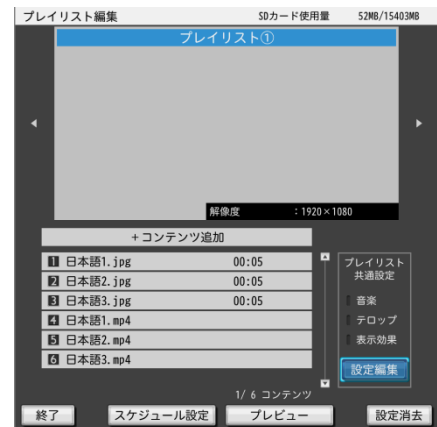 プレイリスト編集 SDカード使用量 52MB/15403MB
プレイリスト①
解像度 :1920×1080
+コンテンツ追加
1 日本語1.jpg 00:05
2 日本語2.jpg 00:05
3 日本語3.jpg 00:05
4 日本語1.mp4
5 日本語2.mp4
6 日本語3.mp4
プレイリスト
共通設定
音楽
テロップ
表示効果
設定編集
1/ 6 コンテンツ
終了 スケジュール設定 プレビュー 設定消去